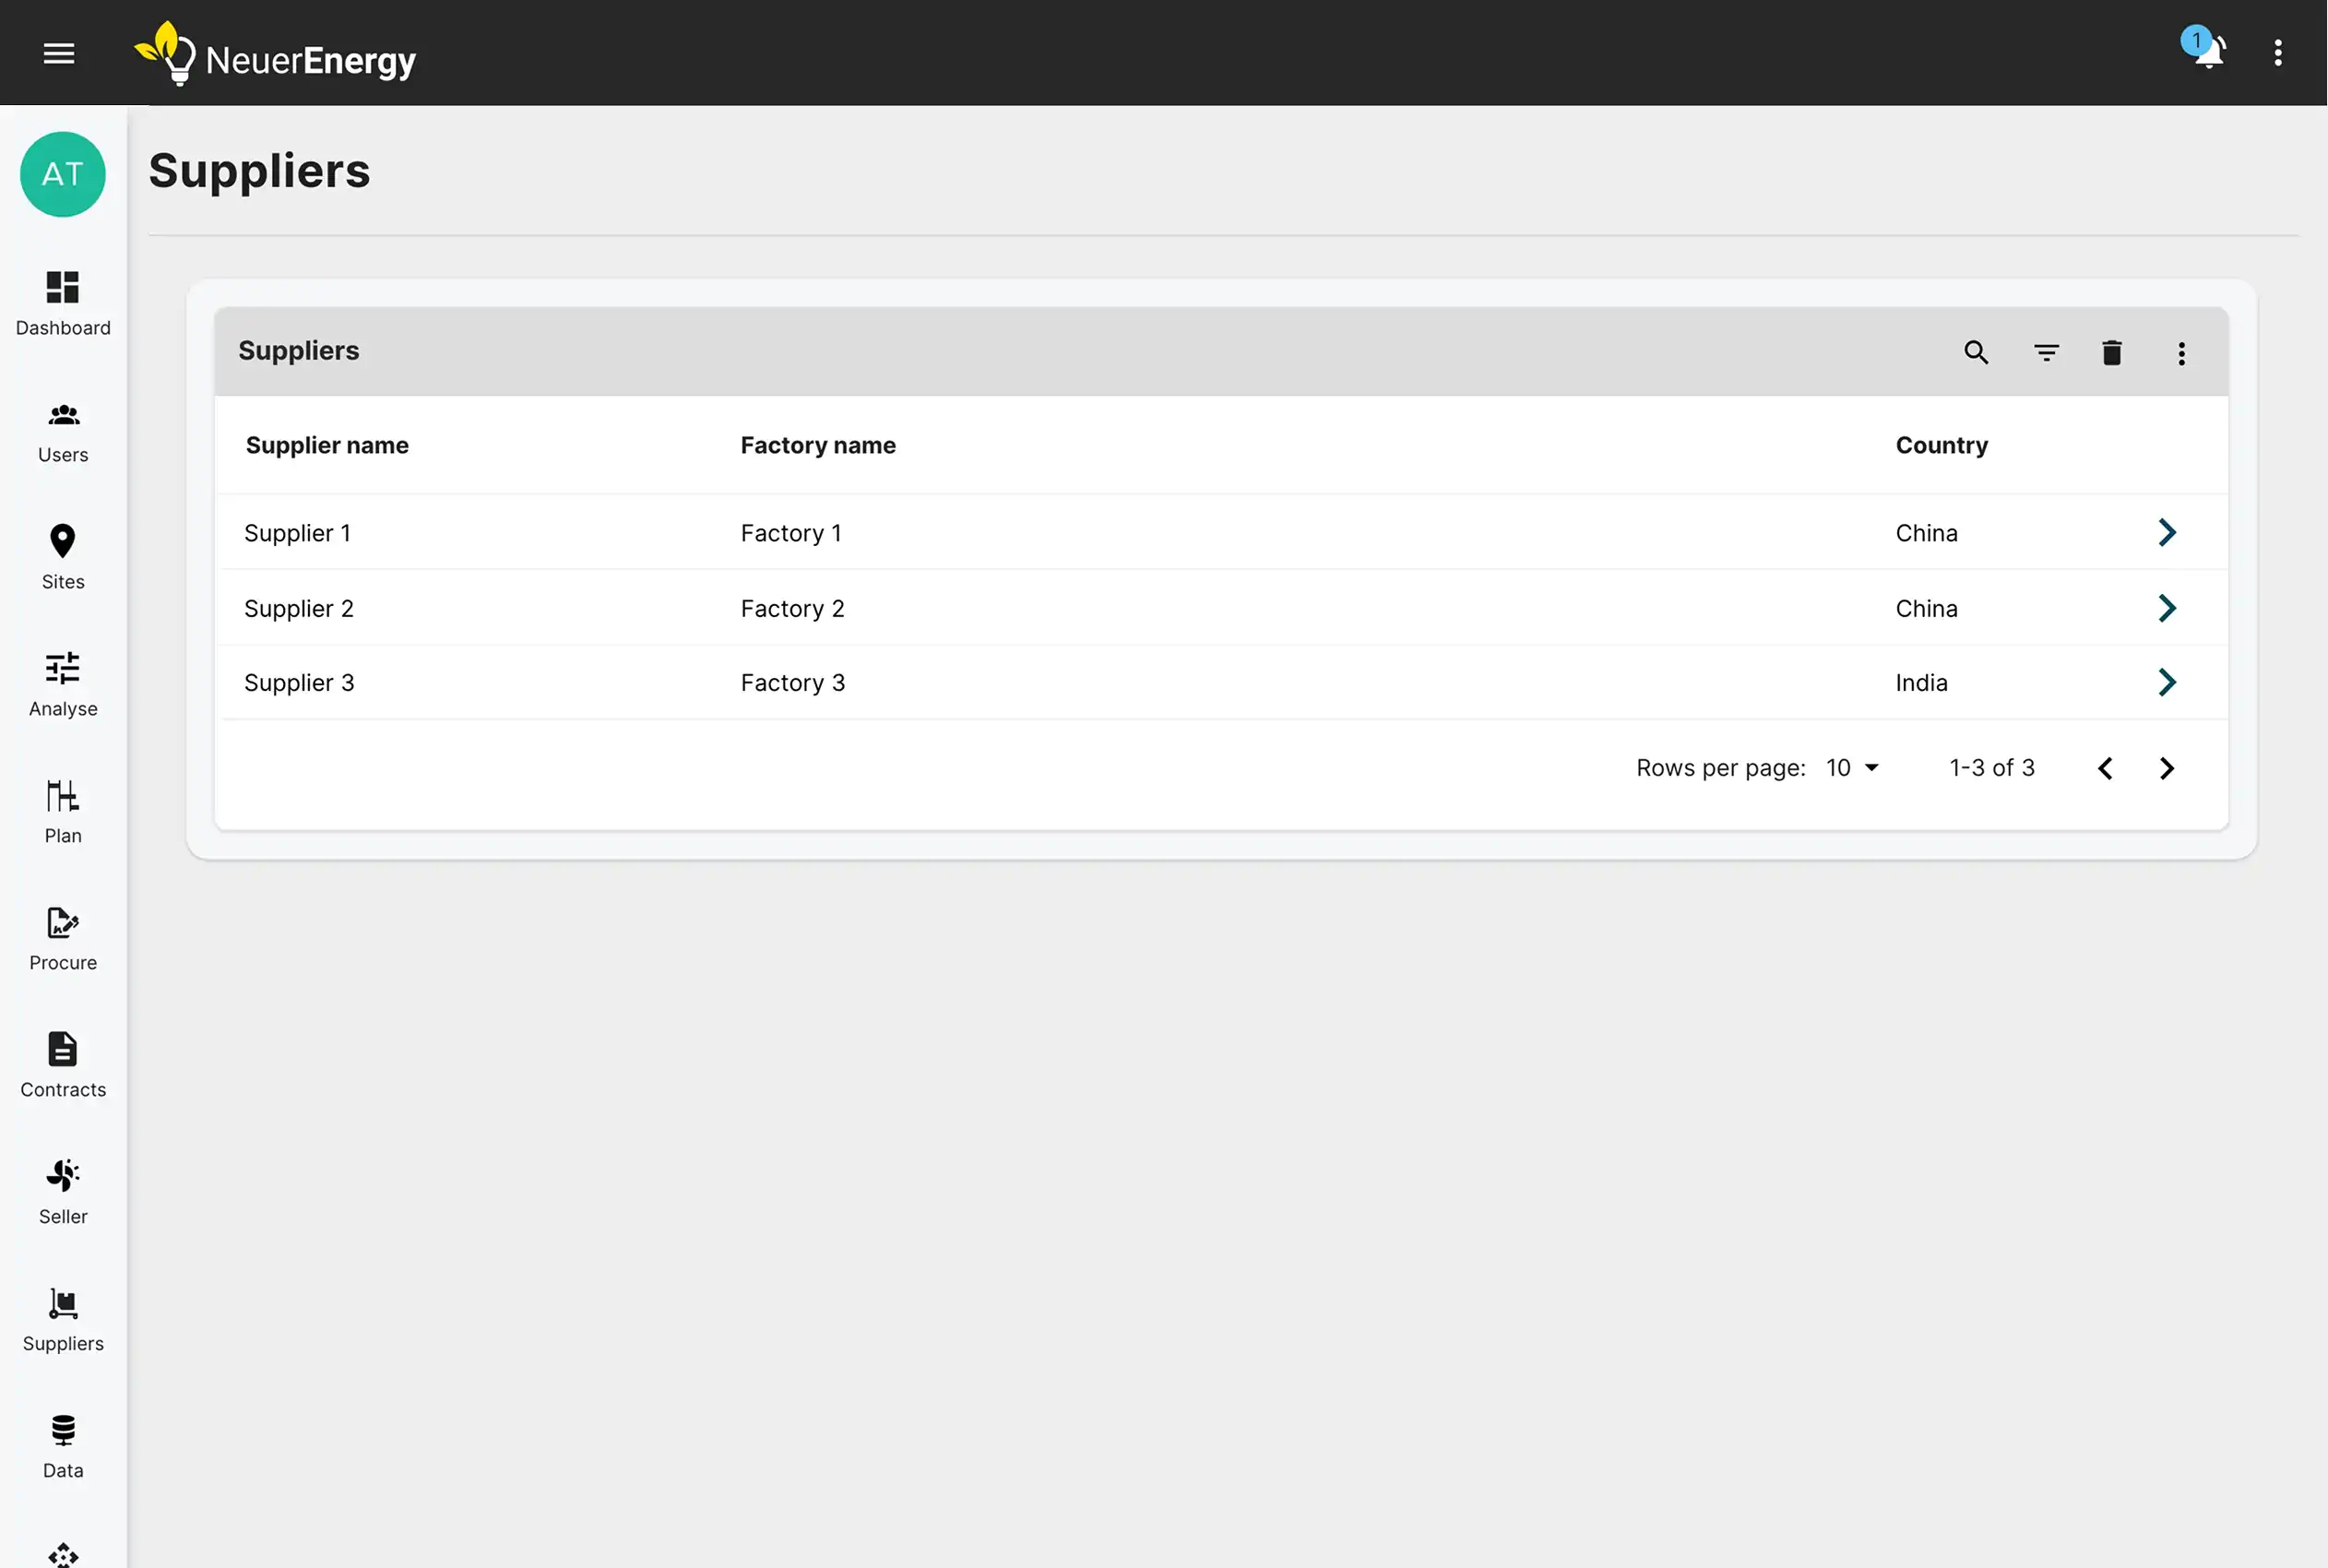 NeuerEnergy
1
AT
Suppliers
Dashboard
Users
Sites
Analyse
Plan
Procure
Contracts
Seller
Suppliers
Data
Suppliers
Supplier name Factory name Country
Supplier 1 Factory 1 China
Supplier 2 Factory 2 China
Supplier 3 Factory 3 India
Rows per page: 10 1-3 of 3